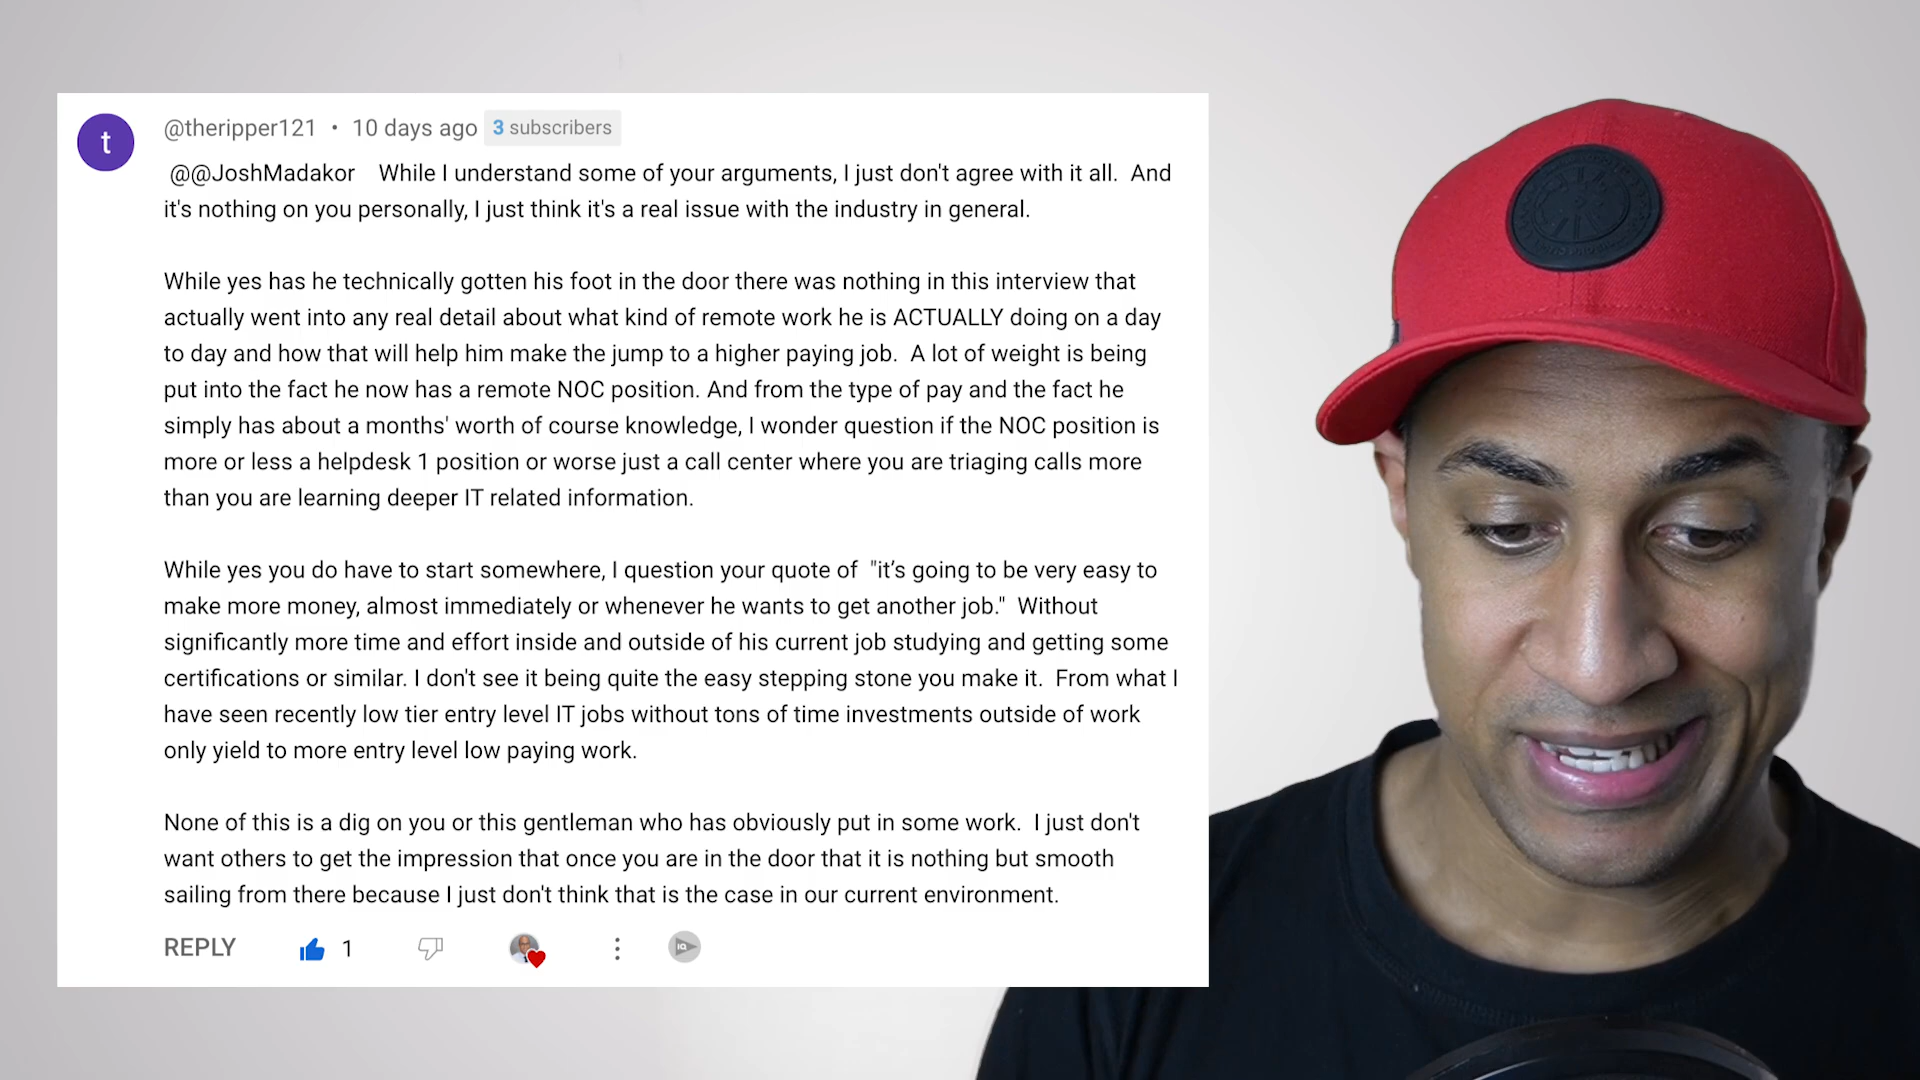 t
@theripper121 • 10 days ago 3 subscribers
@@JoshMadakor While I understand some of your arguments, I just don't agree with it all. And
it's nothing on you personally, I just think it's a real issue with the industry in general.
While yes has he technically gotten his foot in the door there was nothing in this interview that
actually went into any real detail about what kind of remote work he is ACTUALLY doing on a day
to day and how that will help him make the jump to a higher paying job. A lot of weight is being
put into the fact he now has a remote NOC position. And from the type of pay and the fact he
simply has about a months' worth of course knowledge, I wonder question if the NOC position is
more or less a helpdesk 1 position or worse just a call center where you are triaging calls more
than you are learning deeper IT related information.
While yes you do have to start somewhere, I question your quote of "it’s going to be very easy to
make more money, almost immediately or whenever he wants to get another job." Without
significantly more time and effort inside and outside of his current job studying and getting some
certifications or similar. I don't see it being quite the easy stepping stone you make it. From what I
have seen recently low tier entry level IT jobs without tons of time investments outside of work
only yield to more entry level low paying work.
None of this is a dig on you or this gentleman who has obviously put in some work. I just don't
want others to get the impression that once you are in the door that it is nothing but smooth
sailing from there because I just don't think that is the case in our current environment.
REPLY 1